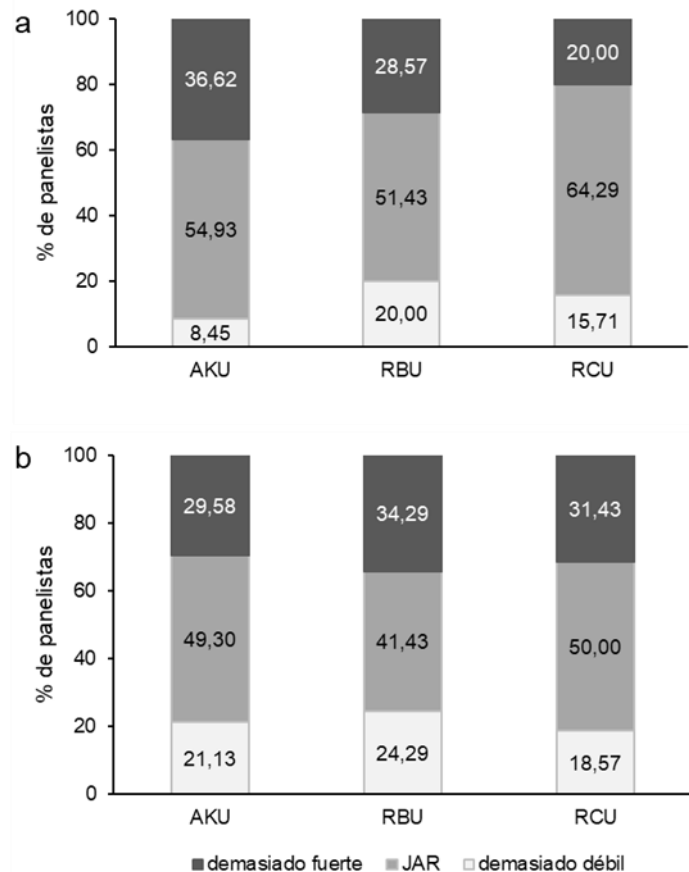 a
% de panelistas
100
80
60
40
20
0
36,62
28,57
20,00
54,93
51,43
64,29
8,45
20,00
15,71
AKU
RBU
RCU
b
% de panelistas
100
80
60
40
20
0
29,58
34,29
31,43
49,30
41,43
50,00
21,13
24,29
18,57
AKU
RBU
RCU
demasiado fuerte
JAR
demasiado débil